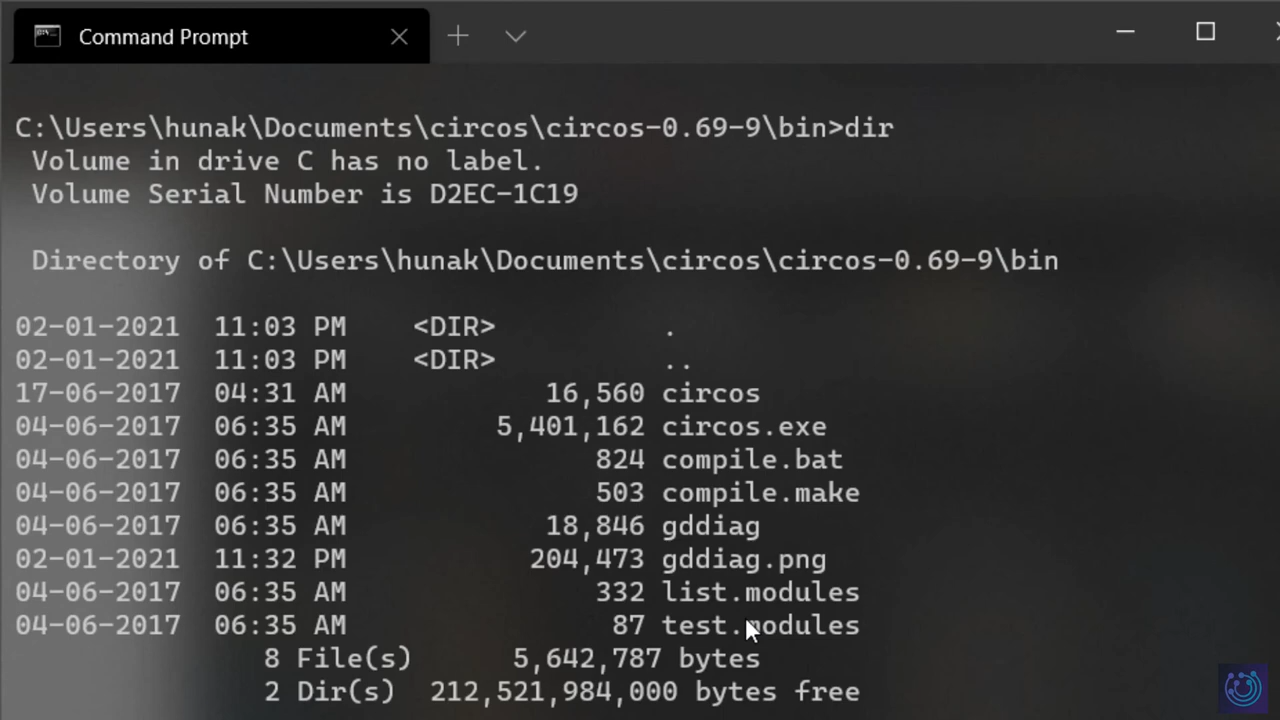 Command Prompt
C:\Users\hunak\Documents\circos\circos-0.69-9\bin>dir
Volume in drive C has no label.
Volume Serial Number is D2EC-1C19
Directory of C:\Users\hunak\Documents\circos\circos-0.69-9\bin
02-01-2021  11:03 PM    <DIR>          .
02-01-2021  11:03 PM    <DIR>          ..
17-06-2017  04:31 AM            16,560 circos
04-06-2017  06:35 AM         5,401,162 circos.exe
04-06-2017  06:35 AM               824 compile.bat
04-06-2017  06:35 AM               503 compile.make
04-06-2017  06:35 AM            18,846 gddiag
02-01-2021  11:32 PM           204,473 gddiag.png
04-06-2017  06:35 AM               332 list.modules
04-06-2017  06:35 AM                87 test.modules
8 File(s)      5,642,787 bytes
2 Dir(s)  212,521,984,000 bytes free